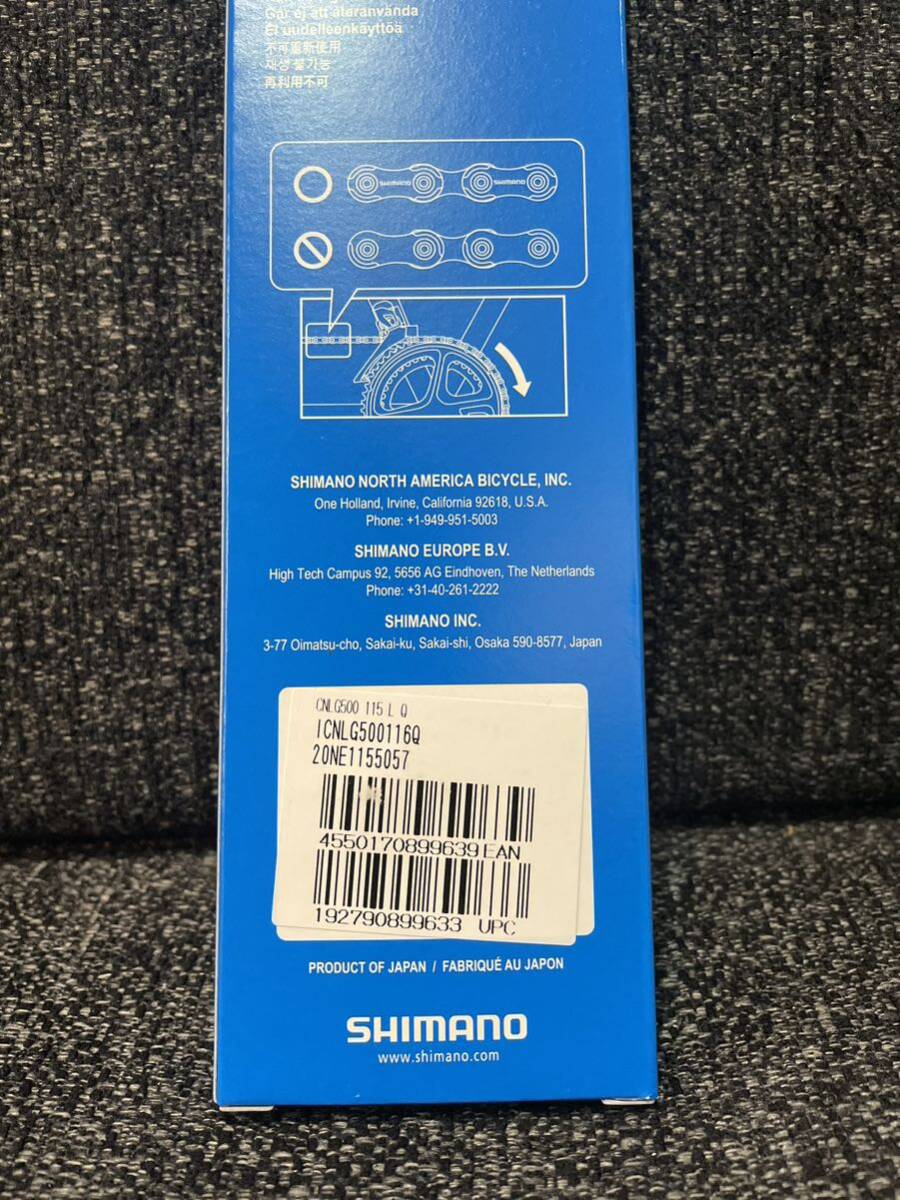 Går ej att återanvända
Ei uudelleenkäyttöä
不可重新使用
재생 불가능
再利用不可
SHIMANO SHIMANO
SHIMANO NORTH AMERICA BICYCLE, INC.
One Holland, Irvine, California 92618, U.S.A.
Phone: +1-949-951-5003
SHIMANO EUROPE B.V.
High Tech Campus 92, 5656 AG Eindhoven, The Netherlands
Phone: +31-40-261-2222
SHIMANO INC.
3-77 Oimatsu-cho, Sakai-ku, Sakai-shi, Osaka 590-8577, Japan
CNLG500 115 L Q
ICNLG500116Q
20NE1155057
4550170899639 EAN
192790899633 UPC
PRODUCT OF JAPAN / FABRIQUÉ AU JAPON
SHIMANO
www.shimano.com